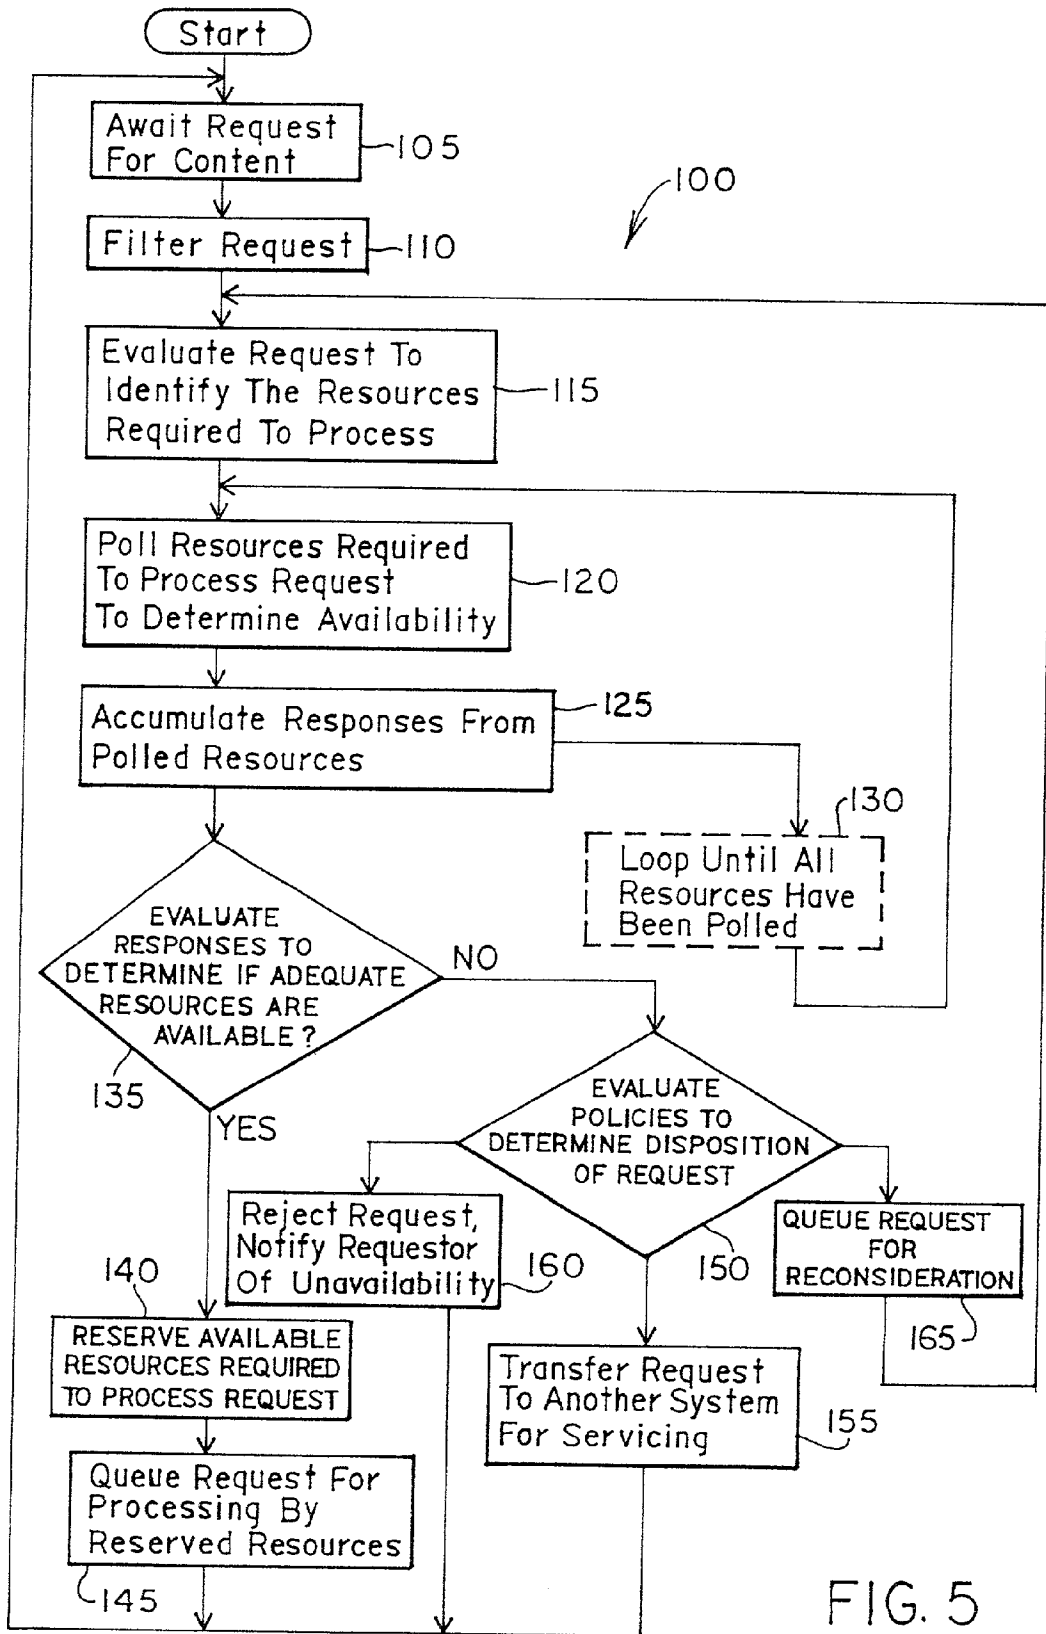 Start
Await Request
For Content
105
100
Filter Request
110
Evaluate Request To
Identify The Resources
Required To Process
115
Poll Resources Required
To Process Request
To Determine Availability
120
Accumulate Responses From
Polled Resources
125
130
Loop Until All
Resources Have
Been Polled
EVALUATE
RESPONSES TO
DETERMINE IF ADEQUATE
RESOURCES ARE
AVAILABLE?
NO
135
YES
EVALUATE
POLICIES TO
DETERMINE DISPOSITION
OF REQUEST
150
Reject Request,
Notify Requestor
Of Unavailability
160
QUEUE REQUEST
FOR
RECONSIDERATION
165
140
RESERVE AVAILABLE
RESOURCES REQUIRED
TO PROCESS REQUEST
Transfer Request
To Another System
For Servicing
155
Queue Request For
Processing By
Reserved Resources
145
FIG. 5